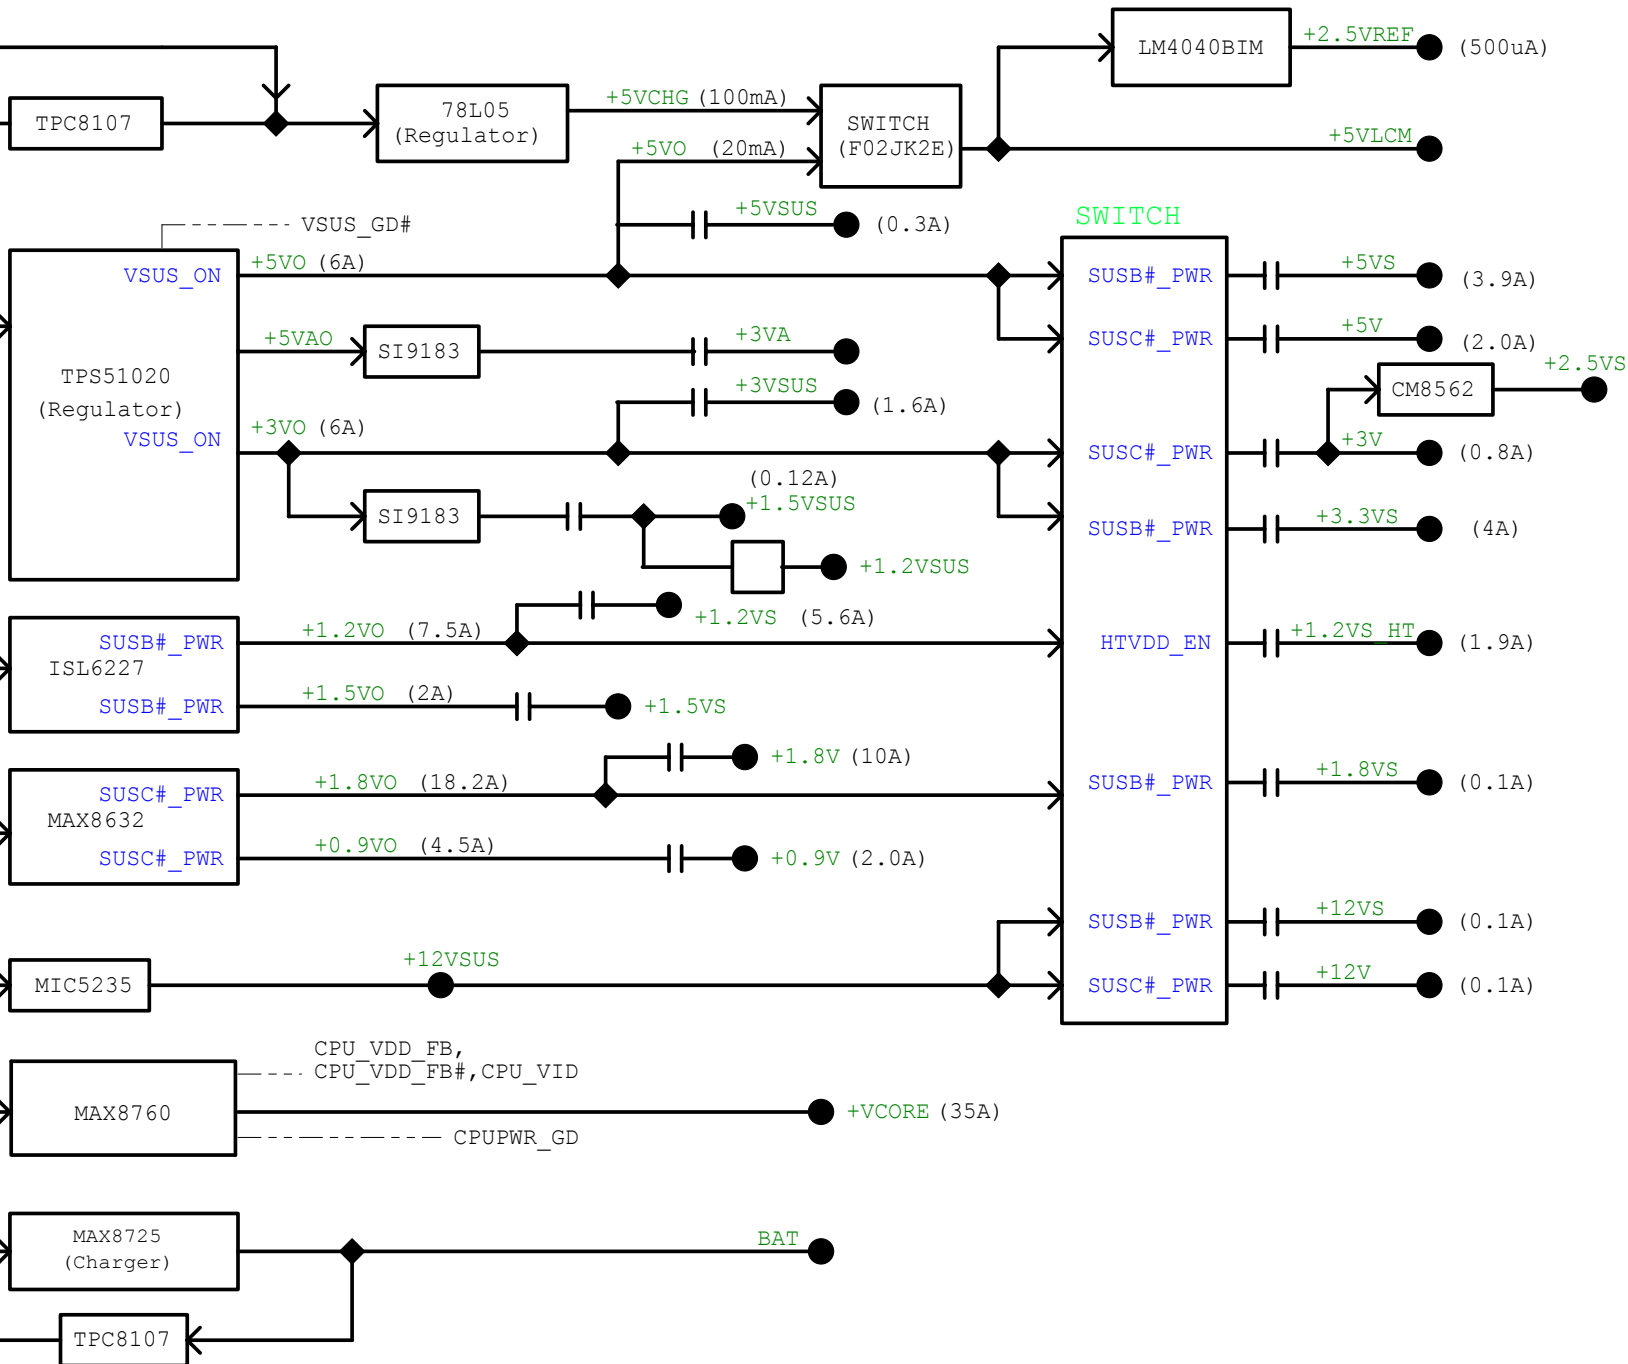 LM4040BIM
+2.5VREF
(500uA)
TPC8107
78L05
(Regulator)
+5VCHG (100mA)
+5VO (20mA)
SWITCH
(F02JK2E)
+5VLCM
VSUS_GD#
+5VSUS
(0.3A)
TPS51020
(Regulator)
VSUS_ON
VSUS_ON
+5VO (6A)
+5VAO
SI9183
+3VA
+3VSUS
(1.6A)
+3VO (6A)
SI9183
(0.12A)
+1.5VSUS
+1.2VSUS
SWITCH
SUSB#_PWR
+5VS
(3.9A)
SUSC#_PWR
+5V
(2.0A)
CM8562
+2.5VS
SUSC#_PWR
+3V
(0.8A)
SUSB#_PWR
+3.3VS
(4A)
HTVDD_EN
+1.2VS_HT
(1.9A)
SUSB#_PWR
+1.8VS
(0.1A)
SUSB#_PWR
+12VS
(0.1A)
SUSC#_PWR
+12V
(0.1A)
SUSB#_PWR
ISL6227
SUSB#_PWR
+1.2VO (7.5A)
+1.2VS (5.6A)
+1.5VO (2A)
+1.5VS
SUSC#_PWR
MAX8632
SUSC#_PWR
+1.8VO (18.2A)
+1.8V (10A)
+0.9VO (4.5A)
+0.9V (2.0A)
MIC5235
+12VSUS
MAX8760
CPU_VDD_FB,
CPU_VDD_FB#,CPU_VID
+VCORE (35A)
CPUPWR_GD
MAX8725
(Charger)
BAT
TPC8107